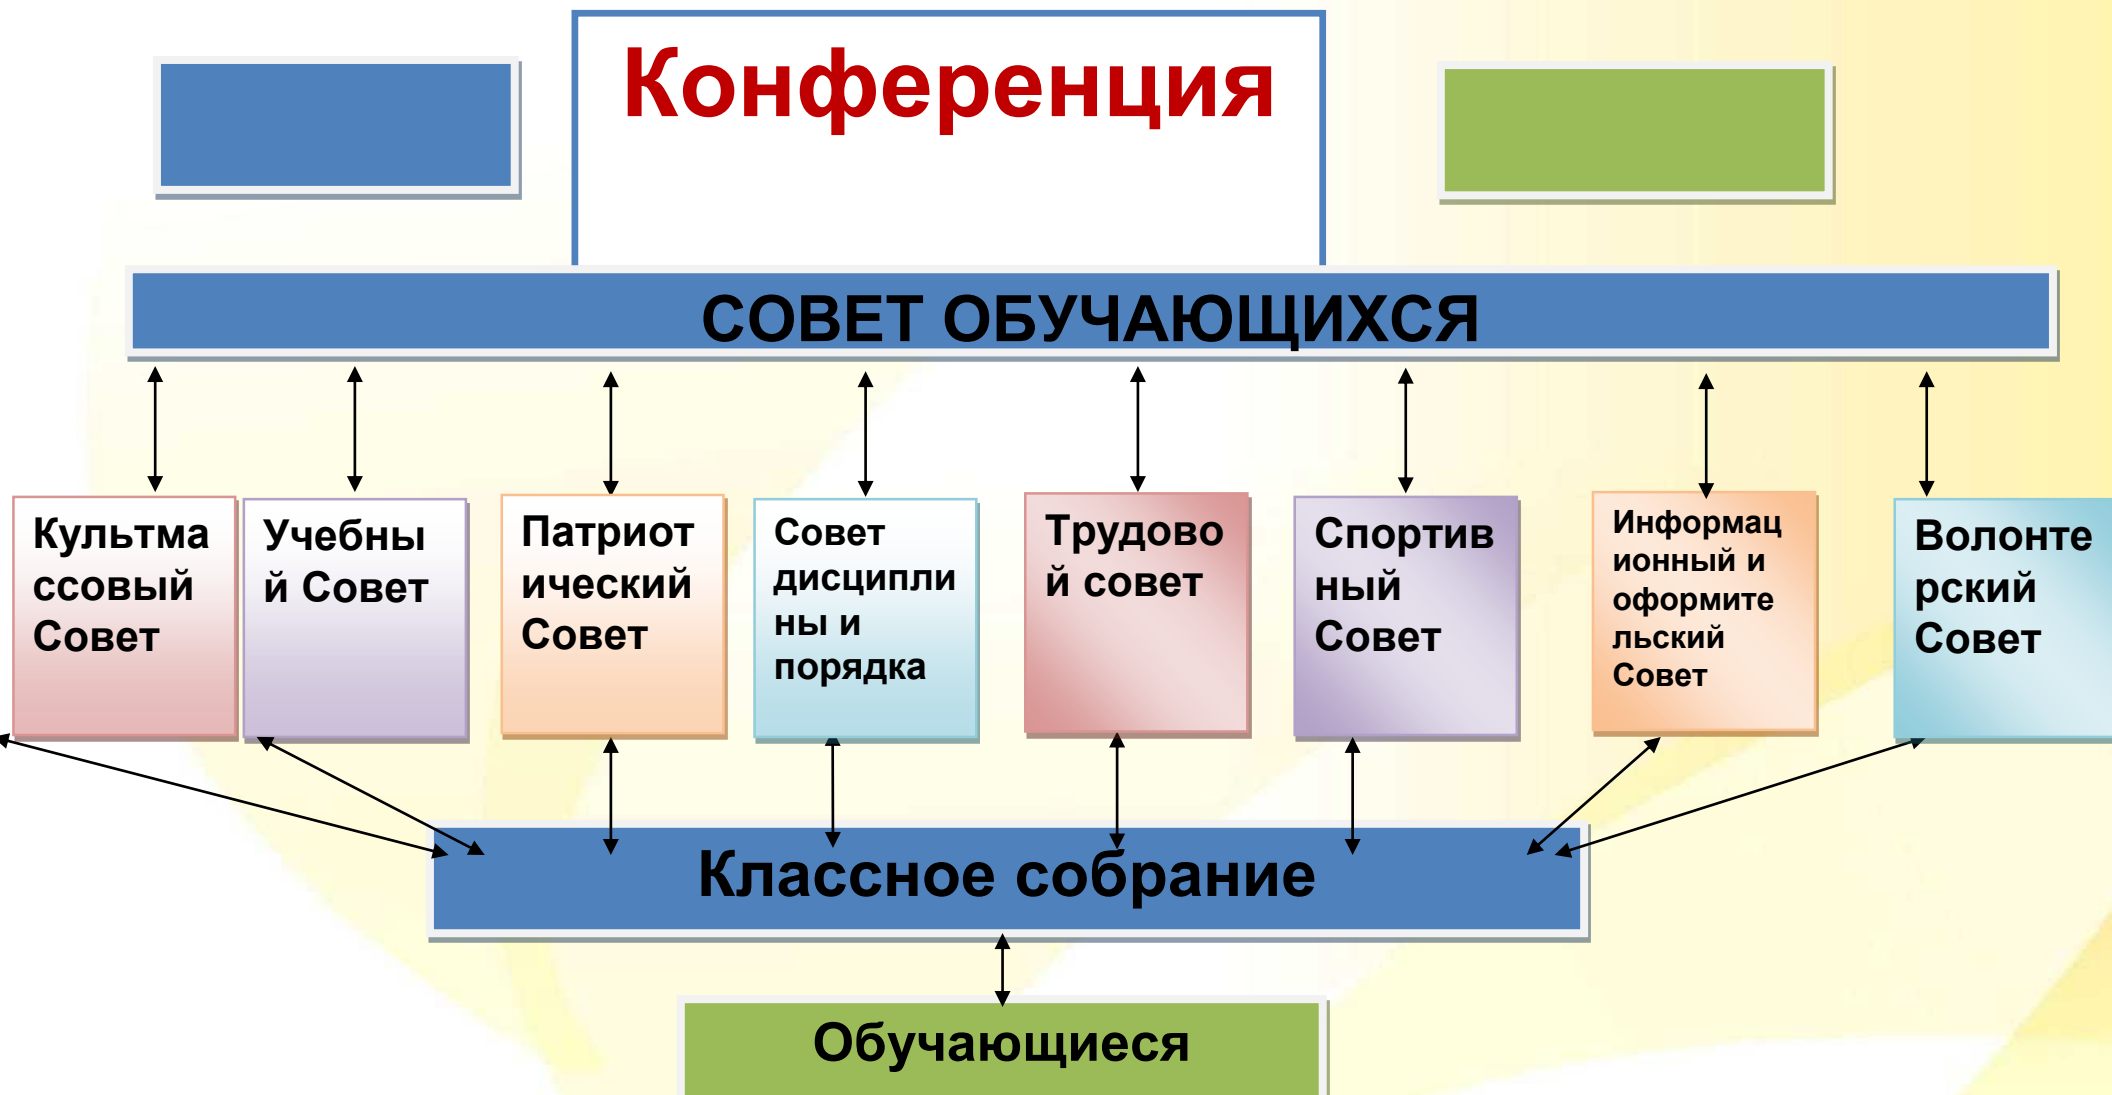 Конференция
СОВЕТ ОБУЧАЮЩИХСЯ
Культма
ссовый
Совет
Учебны
й Совет
Патриот
ический
Совет
Совет
дисципли
ны и
порядка
Трудово
й совет
Спортив
ный
Совет
Информац
ионный и
оформите
льский
Совет
Волонте
рский
Совет
Классное собрание
Обучающиеся